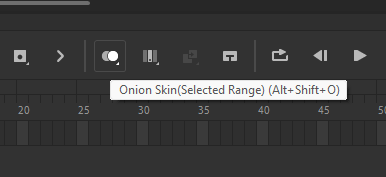 Onion Skin(Selected Range) (Alt+Shift+O)
20 25 30 35 40 45 50